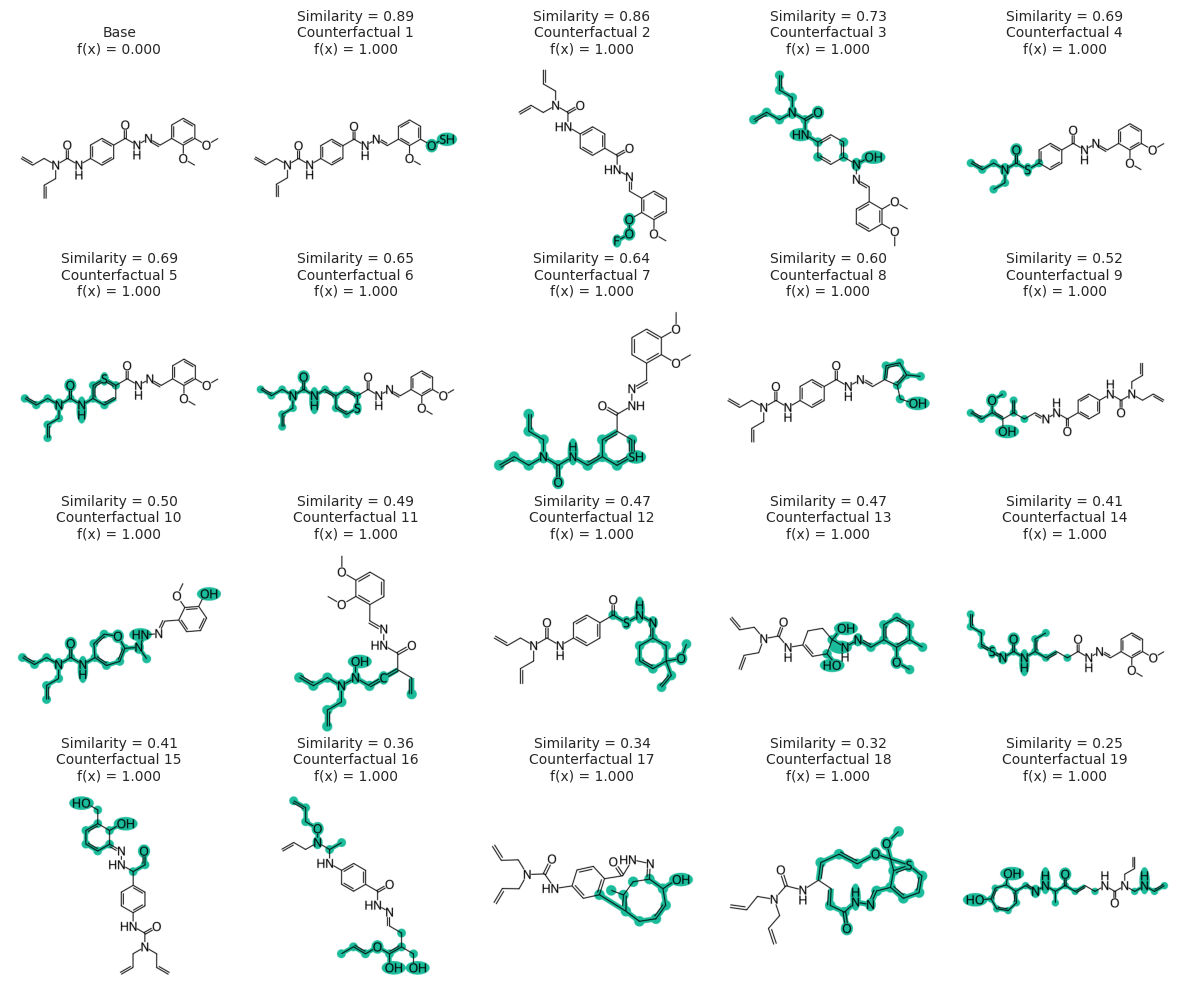 Base
f(x) = 0.000
Similarity = 0.89
Counterfactual 1
f(x) = 1.000
Similarity = 0.86
Counterfactual 2
f(x) = 1.000
Similarity = 0.73
Counterfactual 3
f(x) = 1.000
Similarity = 0.69
Counterfactual 4
f(x) = 1.000
Similarity = 0.69
Counterfactual 5
f(x) = 1.000
Similarity = 0.65
Counterfactual 6
f(x) = 1.000
Similarity = 0.64
Counterfactual 7
f(x) = 1.000
Similarity = 0.60
Counterfactual 8
f(x) = 1.000
Similarity = 0.52
Counterfactual 9
f(x) = 1.000
Similarity = 0.50
Counterfactual 10
f(x) = 1.000
Similarity = 0.49
Counterfactual 11
f(x) = 1.000
Similarity = 0.47
Counterfactual 12
f(x) = 1.000
Similarity = 0.47
Counterfactual 13
f(x) = 1.000
Similarity = 0.41
Counterfactual 14
f(x) = 1.000
Similarity = 0.41
Counterfactual 15
f(x) = 1.000
Similarity = 0.36
Counterfactual 16
f(x) = 1.000
Similarity = 0.34
Counterfactual 17
f(x) = 1.000
Similarity = 0.32
Counterfactual 18
f(x) = 1.000
Similarity = 0.25
Counterfactual 19
f(x) = 1.000